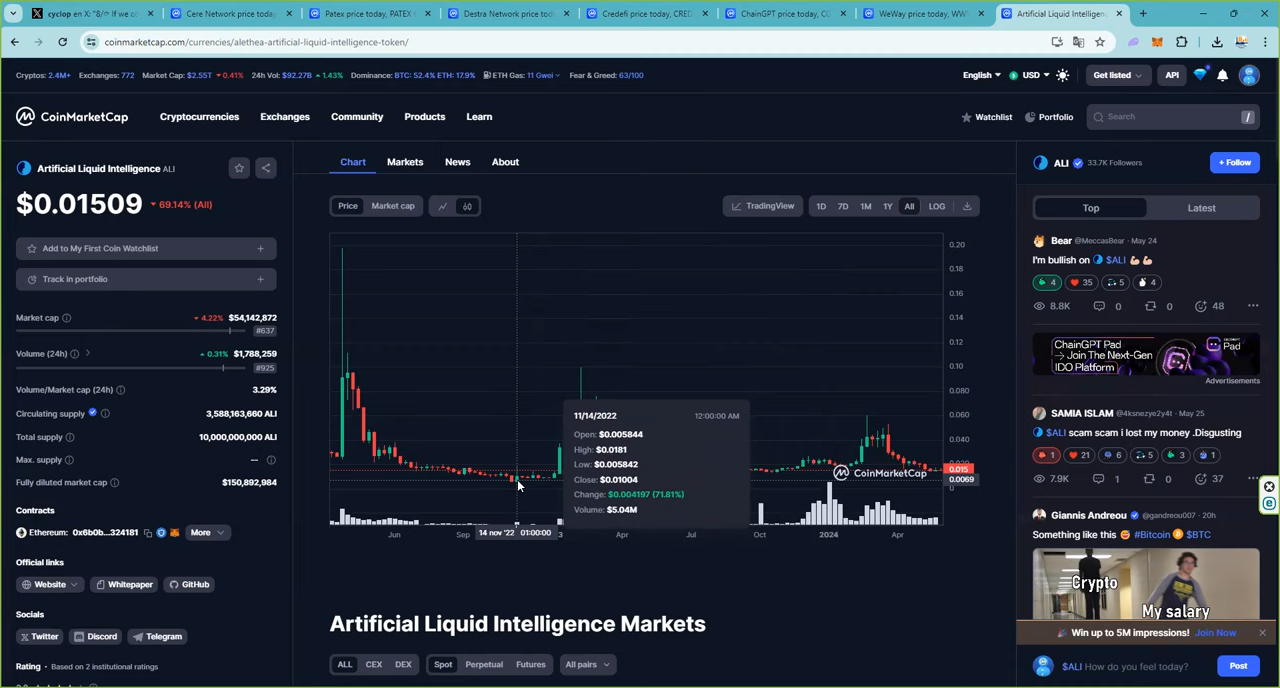 cyclop en X: "8/ If we o
Cere Network price today
Patex price today, PATEX
Destra Network price today
Credefi price today, CRED
ChainGPT price today, CG
WeWay price today, WW
Artificial Liquid Intelligenc
coinmarketcap.com/currencies/alethea-artificial-liquid-intelligence-token/
Cryptos: 2.4M+ Exchanges: 772 Market Cap: $2.55T 0.41% 24h Vol: $92.27B 1.43% Dominance: BTC: 52.4% ETH: 17.9% ETH Gas: 11 Gwei Fear & Greed: 63/100
English USD Get listed API
CoinMarketCap Cryptocurrencies Exchanges Community Products Learn Watchlist Portfolio Search /
Artificial Liquid Intelligence ALI
$0.01509 69.14% (All)
Add to My First Coin Watchlist +
Track in portfolio +
Market cap 4.22% $54,142,872
#637
Volume (24h) 0.31% $1,788,259
#925
Volume/Market cap (24h) 3.29%
Circulating supply 3,588,163,660 ALI
Total supply 10,000,000,000 ALI
Max. supply --
Fully diluted market cap $150,892,984
Contracts
Ethereum: 0x6b0b...324181 More
Official links
Website Whitepaper GitHub
Socials
Twitter Discord Telegram
Rating · Based on 2 institutional ratings
Chart Markets News About
Price Market cap TradingView 1D 7D 1M 1Y All LOG
0.20
0.18
0.16
0.14
0.12
0.10
0.080
0.060
0.040
0.015
0.0069
0
11/14/2022 12:00:00 AM
Open: $0.005844
High: $0.0181
Low: $0.005842
Close: $0.01004
Change: $0.004197 (71.81%)
Volume: $5.04M
CoinMarketCap
Jun Sep 14 nov '22 01:00:00 3 Apr Jul Oct 2024 Apr
Artificial Liquid Intelligence Markets
ALL CEX DEX Spot Perpetual Futures All pairs
ALI 33.7K Followers + Follow
Top Latest
Bear @MeccasBear · May 24
I'm bullish on $ALI
4 35 5 4
8.8K 0 0 48
ChainGPT Pad
→ Join The Next-Gen
IDO Platform
Pad
Advertisements
SAMIA ISLAM @4ksnezye2y4t · May 25
$ALI scam scam i lost my money .Disgusting
1 21 6 5 3 1
7.9K 1 0 37
Giannis Andreou @gandreou007 · 20h
Something like this #Bitcoin $BTC
Crypto
My salary
Win up to 5M impressions! Join Now
$ALI How do you feel today? Post